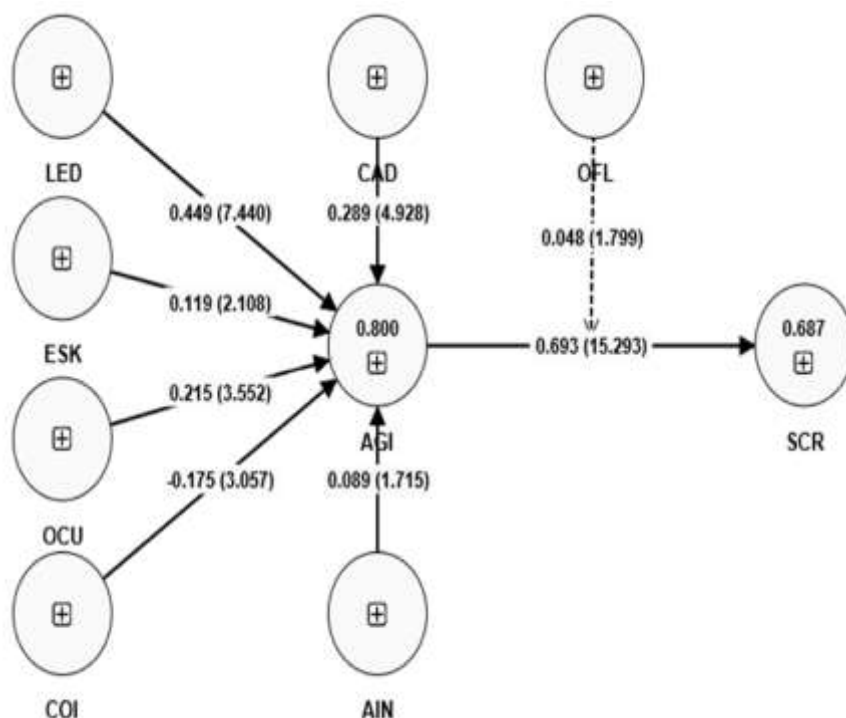 LED
CAD
OFL
0.449 (7.440)
0.289 (4.928)
0.048 (1.799)
0.119 (2.108)
ESK
0.800
0.693 (15.293)
0.687
0.215 (3.552)
AGI
SCR
-0.175 (3.057)
0.089 (1.715)
OCU
COI
AIN